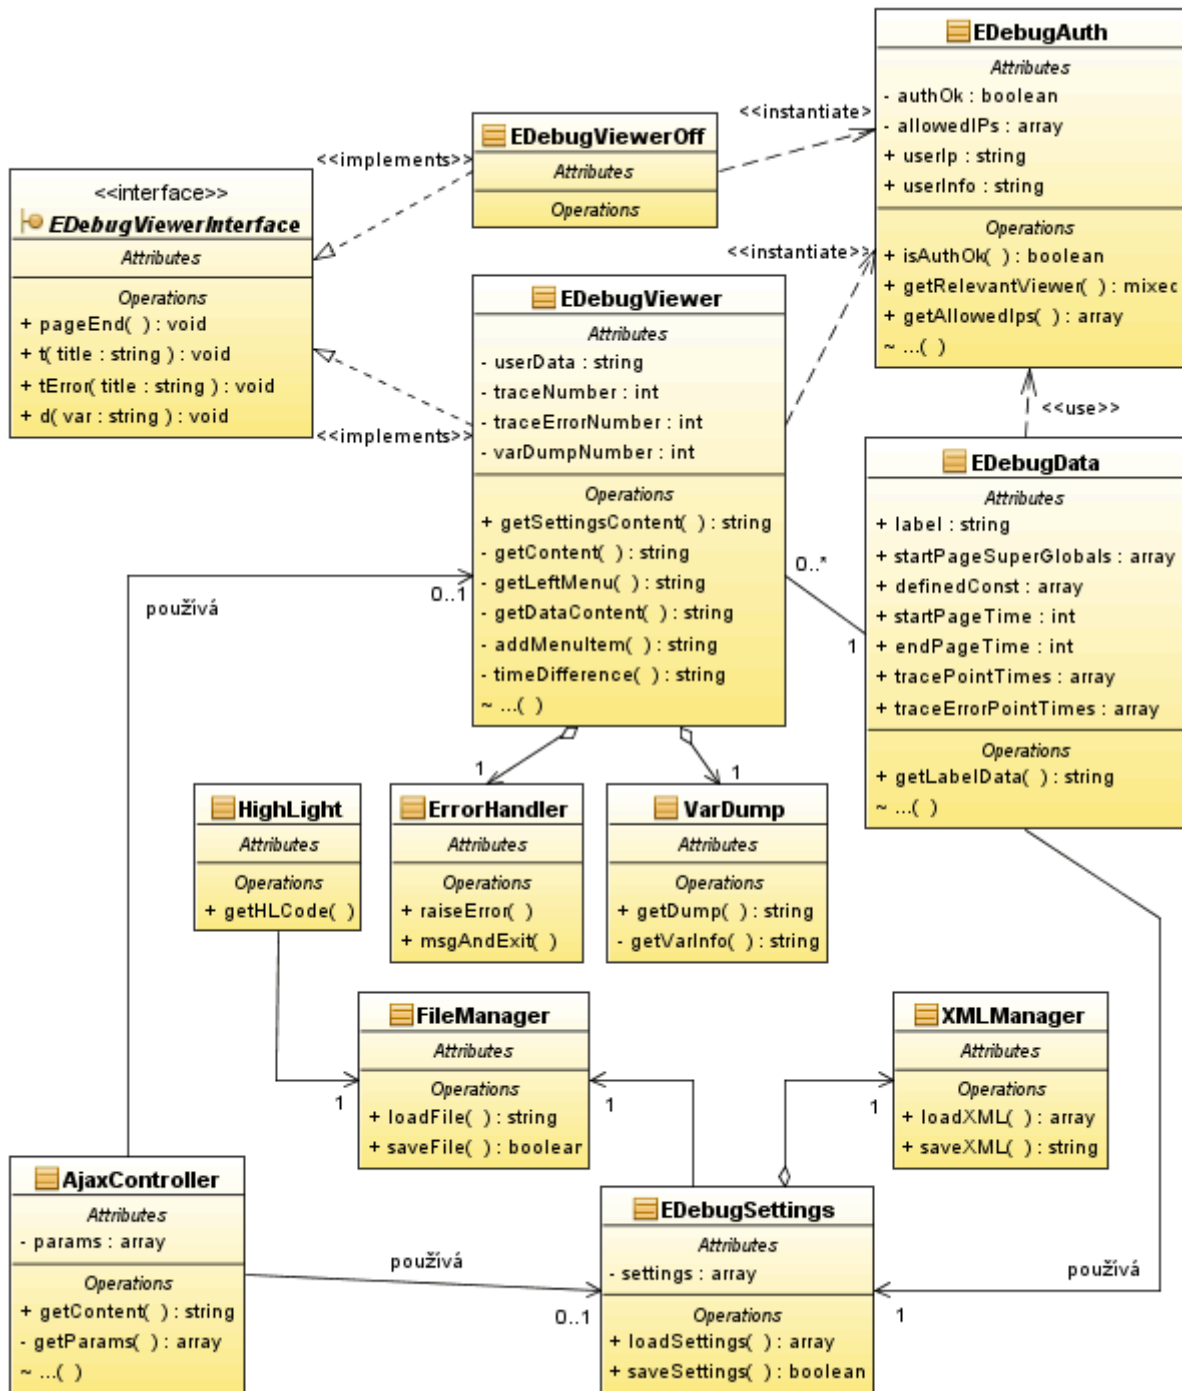 EDebugAuth
Attributes
- authOk : boolean
- allowedIPs : array
+ userIp : string
+ userInfo : string
Operations
+ isAuthOk( ) : boolean
+ getRelevantViewer( ) : mixed
+ getAllowedIps( ) : array
~ ...( )
<<instantiate>>
EDebugViewerOff
Attributes
Operations
<<implements>>
<<interface>>
EDebugViewerInterface
Attributes
Operations
+ pageEnd( ) : void
+ t( title : string ) : void
+ tError( title : string ) : void
+ d( var : string ) : void
<<implements>>
<<instantiate>>
EDebugViewer
Attributes
- userData : string
- traceNumber : int
- traceErrorNumber : int
- varDumpNumber : int
Operations
+ getSettingsContent( ) : string
- getContent( ) : string
- getLeftMenu( ) : string
- getDataContent( ) : string
- addMenuItem( ) : string
- timeDifference( ) : string
~ ...( )
<<use>>
EDebugData
Attributes
+ label : string
+ startPageSuperGlobals : array
+ definedConst : array
+ startPageTime : int
+ endPageTime : int
+ tracePointTimes : array
+ traceErrorPointTimes : array
Operations
+ getLabelData( ) : string
~ ...( )
0..*
1
0..1
používá
1
1
HighLight
Attributes
Operations
+ getHLCode( )
ErrorHandler
Attributes
Operations
+ raiseError( )
+ msgAndExit( )
VarDump
Attributes
Operations
+ getDump( ) : string
- getVarInfo( ) : string
FileManager
Attributes
Operations
+ loadFile( ) : string
+ saveFile( ) : boolean
1
1
XMLManager
Attributes
Operations
+ loadXML( ) : array
+ saveXML( ) : string
1
AjaxController
Attributes
- params : array
Operations
+ getContent( ) : string
- getParams( ) : array
~ ...( )
používá
0..1
EDebugSettings
Attributes
- settings : array
Operations
+ loadSettings( ) : array
+ saveSettings( ) : boolean
používá
1